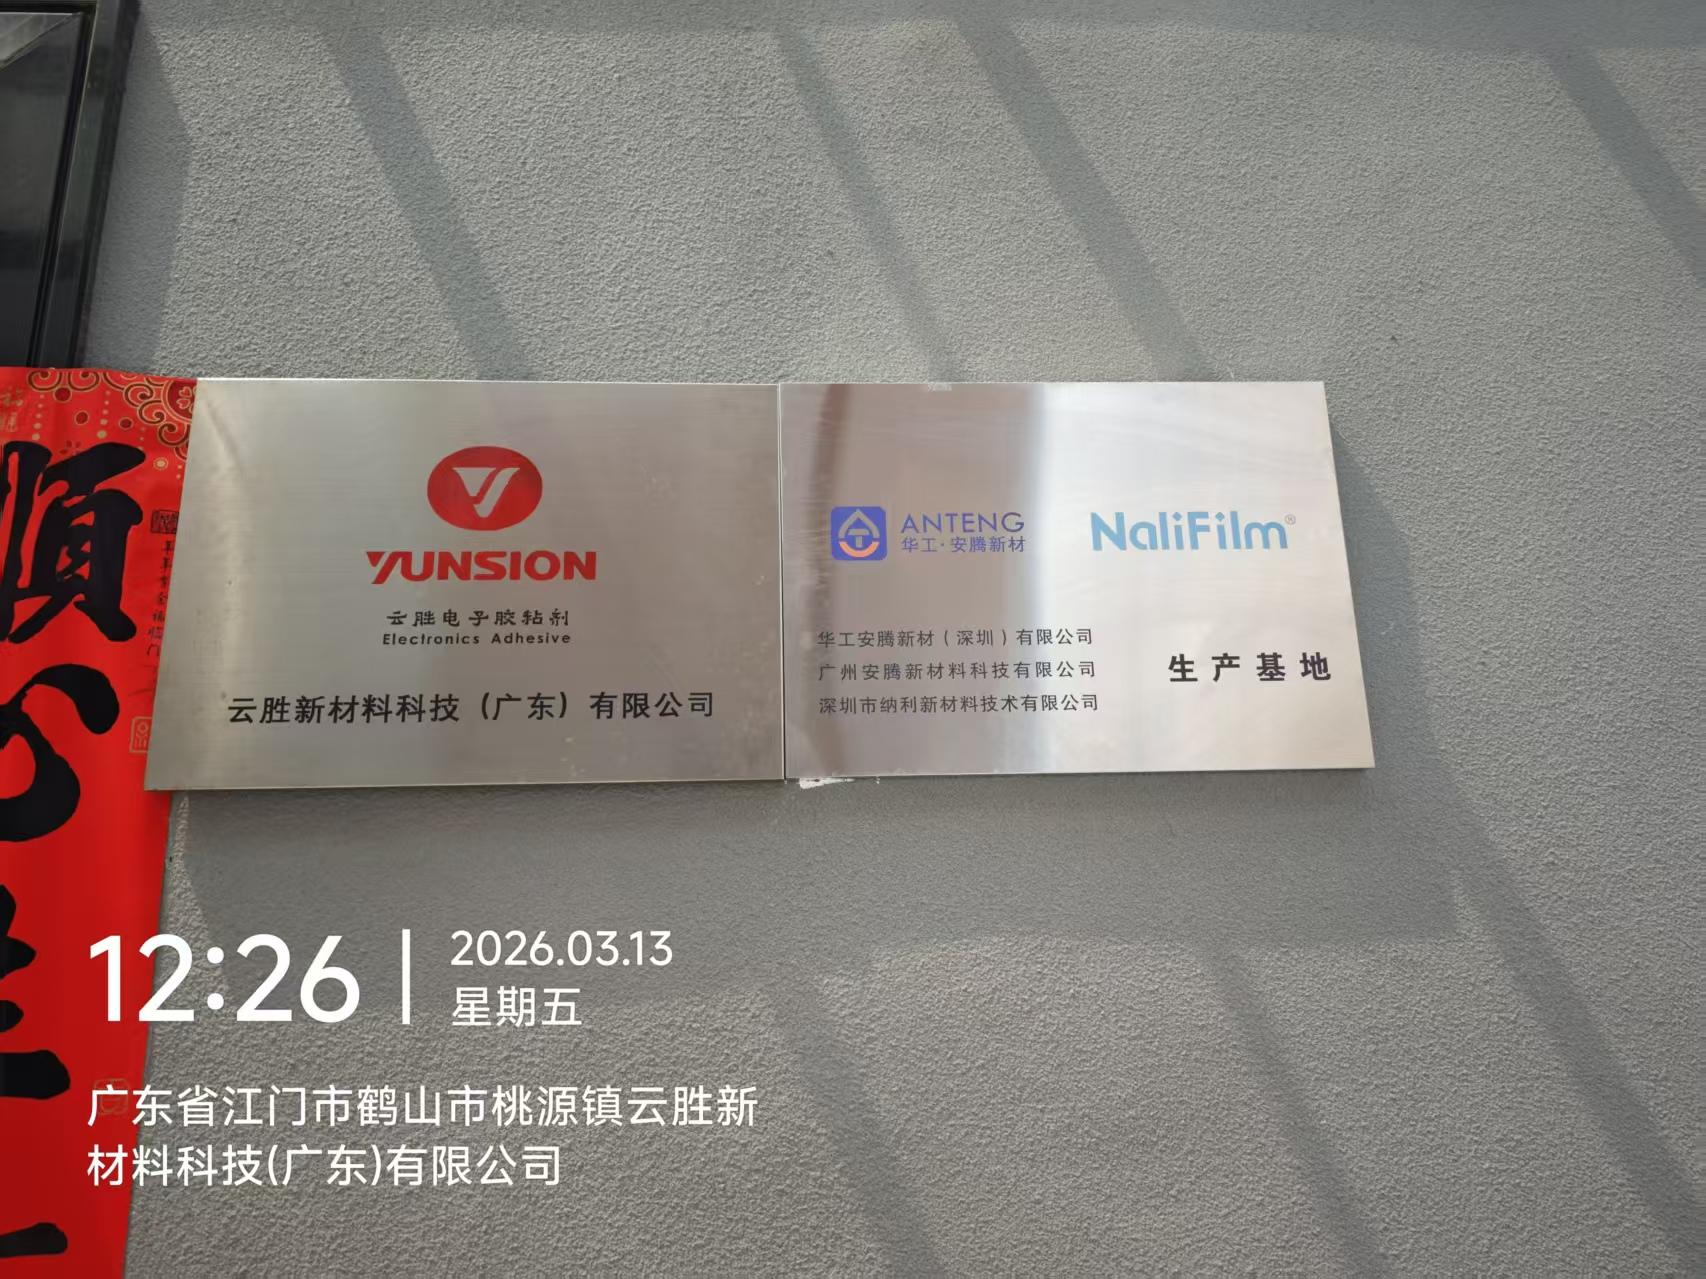 順
YUNSION
云胜电子胶粘剂
Electronics Adhesive
云胜新材料科技（广东）有限公司
ANTENG
华工·安腾新材
NaliFilm®
华工安腾新材（深圳）有限公司
广州安腾新材料科技有限公司
深圳市纳利新材料技术有限公司
生产基地
12:26
2026.03.13
星期五
广东省江门市鹤山市桃源镇云胜新
材料科技(广东)有限公司